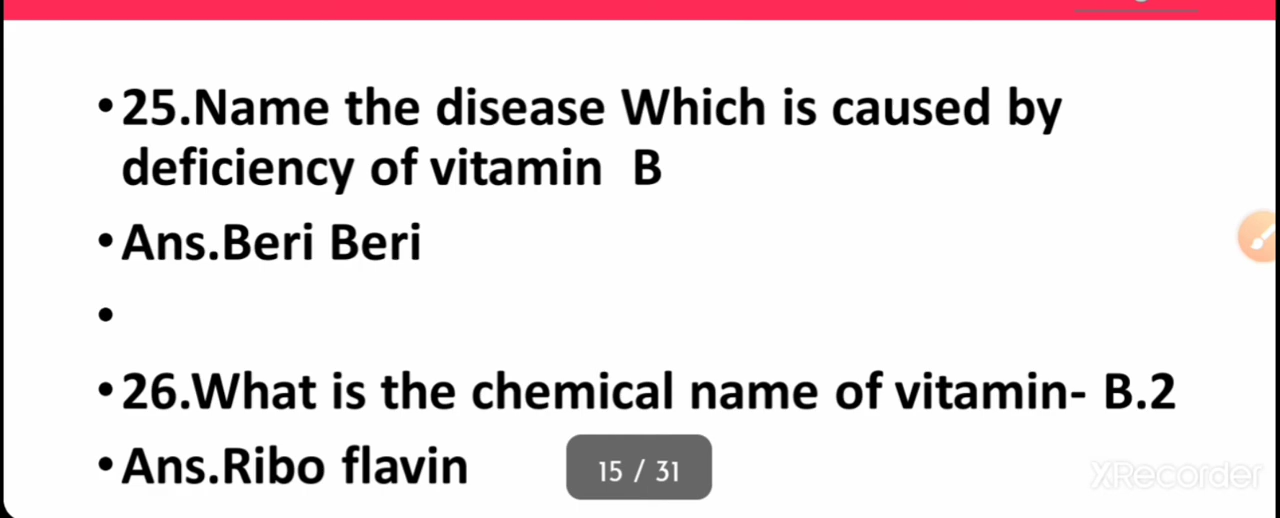 •25.Name the disease Which is caused by
deficiency of vitamin B
•Ans.Beri Beri
•
•26.What is the chemical name of vitamin- B.2
•Ans.Ribo flavin
15 / 31
XRecorder